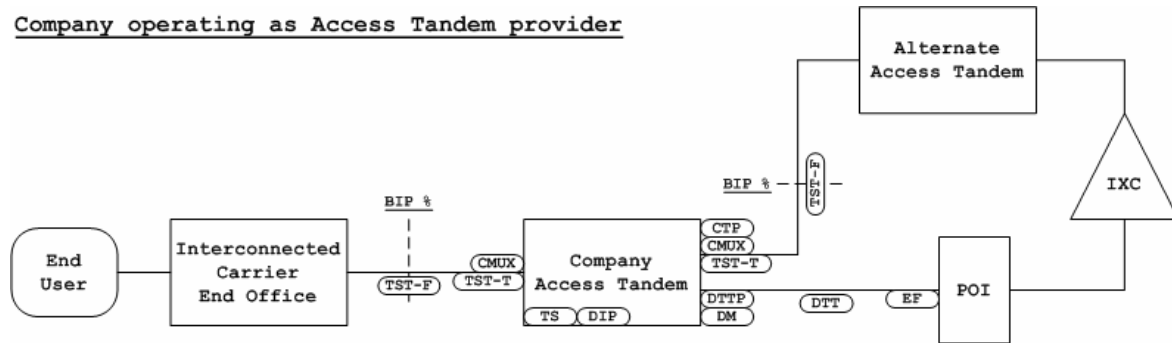 Company operating as Access Tandem provider
Alternate
Access Tandem
TST-F
BIP %
IXC
BIP %
CTP
CMUX
TST-T
End
User
Interconnected
Carrier
End Office
TST-F
CMUX
TST-T
Company
Access Tandem
TS
DIP
DTTP
DM
DTT
EF
POI